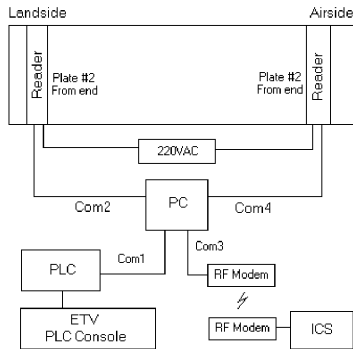 Landside
Airside
Reader
Plate #2
From end
Plate #2
From end
Reader
220VAC
Com2
PC
Com4
Com1
Com3
PLC
RF Modem
ETV
PLC Console
RF Modem
ICS